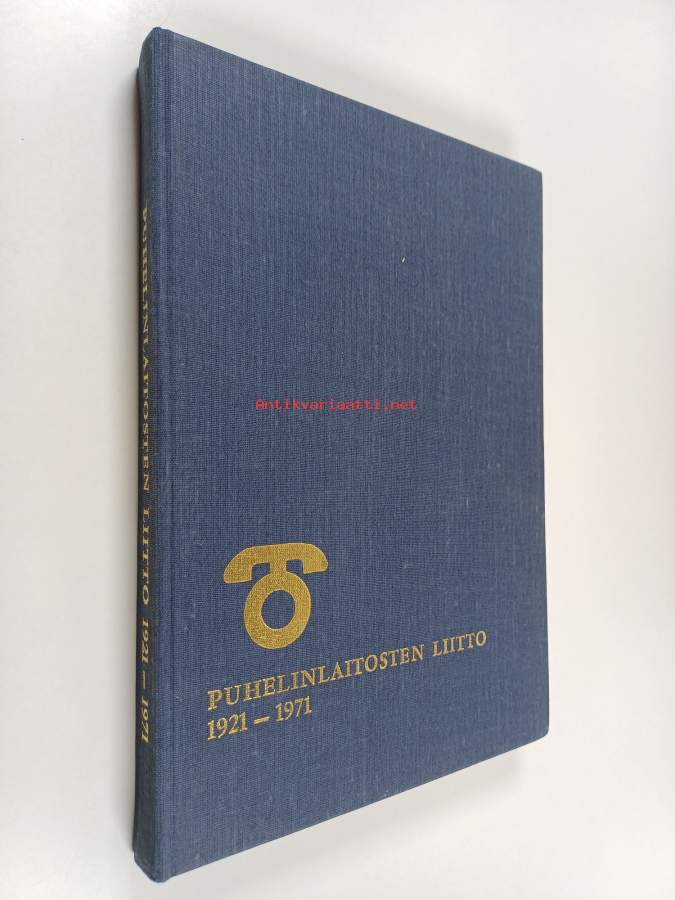 PUHELINLAITOSTEN LIITTO 1921 – 1971
Antikvariaatti.net
PUHELINLAITOSTEN LIITTO
1921 – 1971